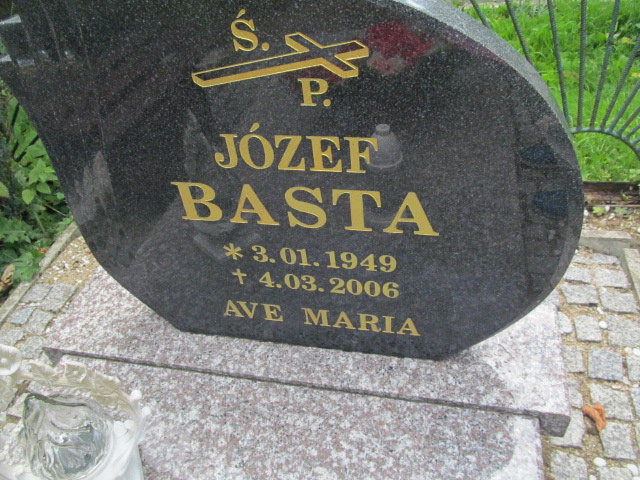 Ś.
P.
JÓZEF
BASTA
* 3.01.1949
† 4.03.2006
AVE MARIA